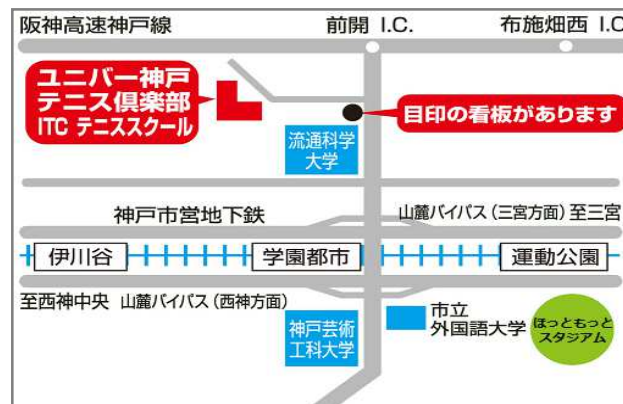 阪神高速神戸線
前開 I.C.
布施畑西 I.C
ユニバー神戸
テニス倶楽部
ITC テニススクール
目印の看板があります
流通科学
大学
神戸市営地下鉄
山麓バイパス（三宮方面）至三宮
伊川谷
学園都市
運動公園
至西神中央 山麓バイパス（西神方面）
神戸芸術
工科大学
市立
外国語大学
ほっともっと
スタジアム